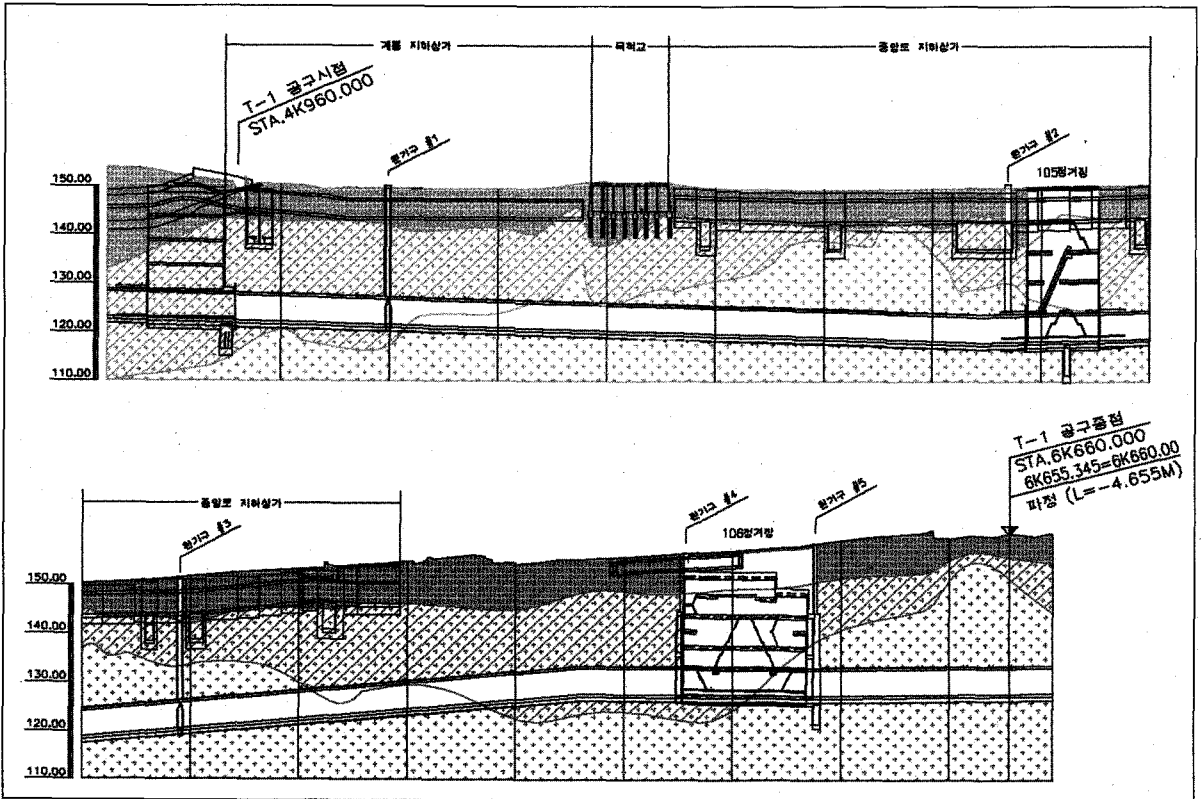 계룡 지하상가
목척교
중앙로 지하상가
T-1 공구시점
STA.4K960.000
환기구 #1
환기구 #2
105정거장
150.00
140.00
130.00
120.00
110.00
T-1 공구종점
STA.6K660.000
6K655.345=6K660.00
파정 (L=-4.655M)
중앙로 지하상가
환기구 #3
환기구 #4
106정거장
환기구 #5
150.00
140.00
130.00
120.00
110.00